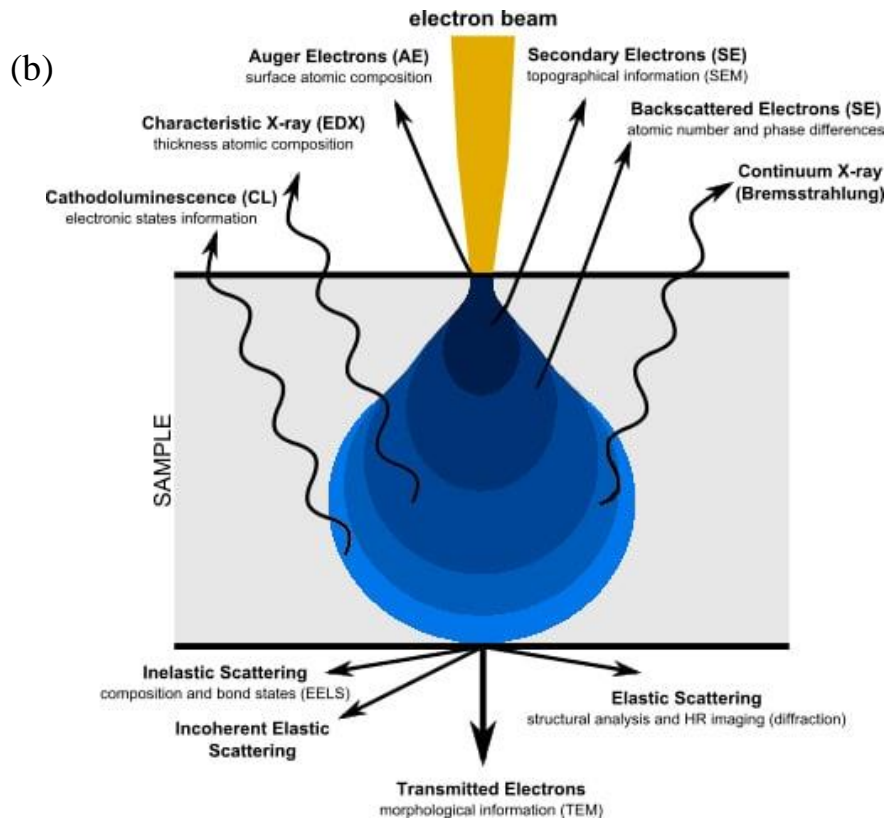 electron beam
(b)
Auger Electrons (AE)
surface atomic composition
Secondary Electrons (SE)
topographical information (SEM)
Characteristic X-ray (EDX)
thickness atomic composition
Backscattered Electrons (SE)
atomic number and phase differences
Cathodoluminescence (CL)
electronic states information
Continuum X-ray
(Bremsstrahlung)
SAMPLE
Inelastic Scattering
composition and bond states (EELS)
Incoherent Elastic
Scattering
Elastic Scattering
structural analysis and HR imaging (diffraction)
Transmitted Electrons
morphological information (TEM)